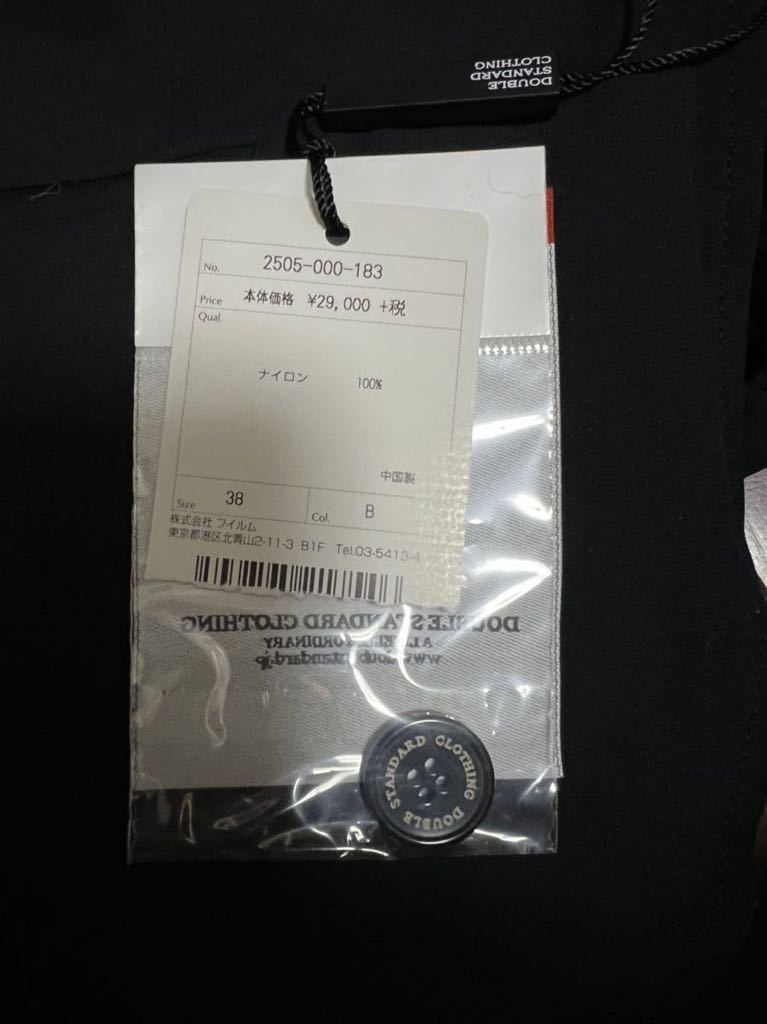 DOUBLE
STANDARD
CLOTHING
No. 2505-000-183
Price 本体価格 ¥29,000 +税
Qual.
ナイロン 100%
中国製
Size 38 Col. B
株式会社 フイルム
東京都港区北青山2-11-3 B1F Tel.03-5413-4
DOUBLE STANDARD CLOTHING
ORDINARY
STANDARD CLOTHING DOUBLE